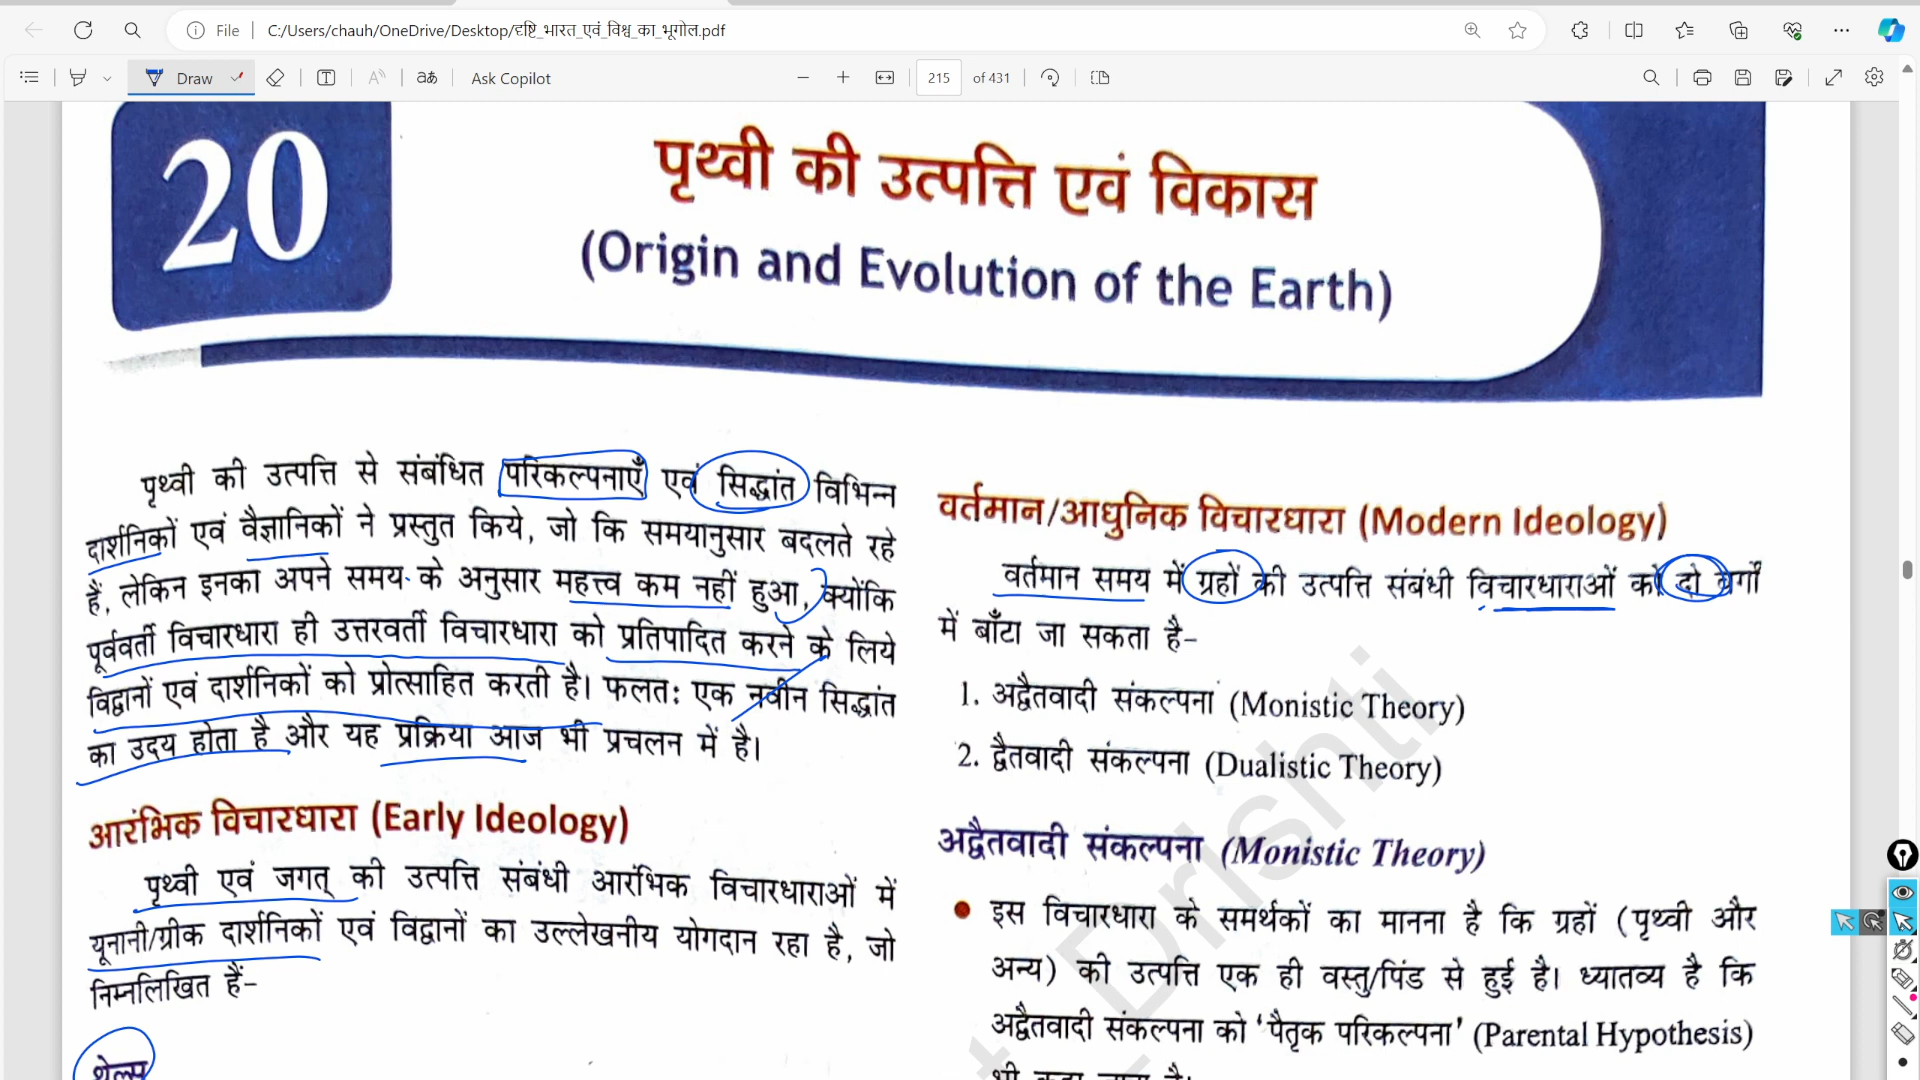 File
C:/Users/chauh/OneDrive/Desktop/दृष्टि_भारत_एवं_विश्व_का_भूगोल.pdf
Draw
aあ
Ask Copilot
215 of 431
20
पृथ्वी की उत्पत्ति एवं विकास
(Origin and Evolution of the Earth)
पृथ्वी की उत्पत्ति से संबंधित परिकल्पनाएँ एवं सिद्धांत विभिन्न
दार्शनिकों एवं वैज्ञानिकों ने प्रस्तुत किये, जो कि समयानुसार बदलते रहे
हैं, लेकिन इनका अपने समय के अनुसार महत्त्व कम नहीं हुआ, क्योंकि
पूर्ववर्ती विचारधारा ही उत्तरवर्ती विचारधारा को प्रतिपादित करने के लिये
विद्वानों एवं दार्शनिकों को प्रोत्साहित करती है। फलतः एक नवीन सिद्धांत
का उदय होता है और यह प्रक्रिया आज भी प्रचलन में है।
आरंभिक विचारधारा (Early Ideology)
पृथ्वी एवं जगत् की उत्पत्ति संबंधी आरंभिक विचारधाराओं में
यूनानी/ग्रीक दार्शनिकों एवं विद्वानों का उल्लेखनीय योगदान रहा है, जो
निम्नलिखित हैं-
थेल्स
वर्तमान/आधुनिक विचारधारा (Modern Ideology)
वर्तमान समय में ग्रहों की उत्पत्ति संबंधी विचारधाराओं को दो वर्गों
में बाँटा जा सकता है-
1. अद्वैतवादी संकल्पना (Monistic Theory)
2. द्वैतवादी संकल्पना (Dualistic Theory)
अद्वैतवादी संकल्पना (Monistic Theory)
इस विचारधारा के समर्थकों का मानना है कि ग्रहों (पृथ्वी और
अन्य) की उत्पत्ति एक ही वस्तु/पिंड से हुई है। ध्यातव्य है कि
अद्वैतवादी संकल्पना को 'पैतृक परिकल्पना' (Parental Hypothesis)
भी कहा जाता है।
Drishti